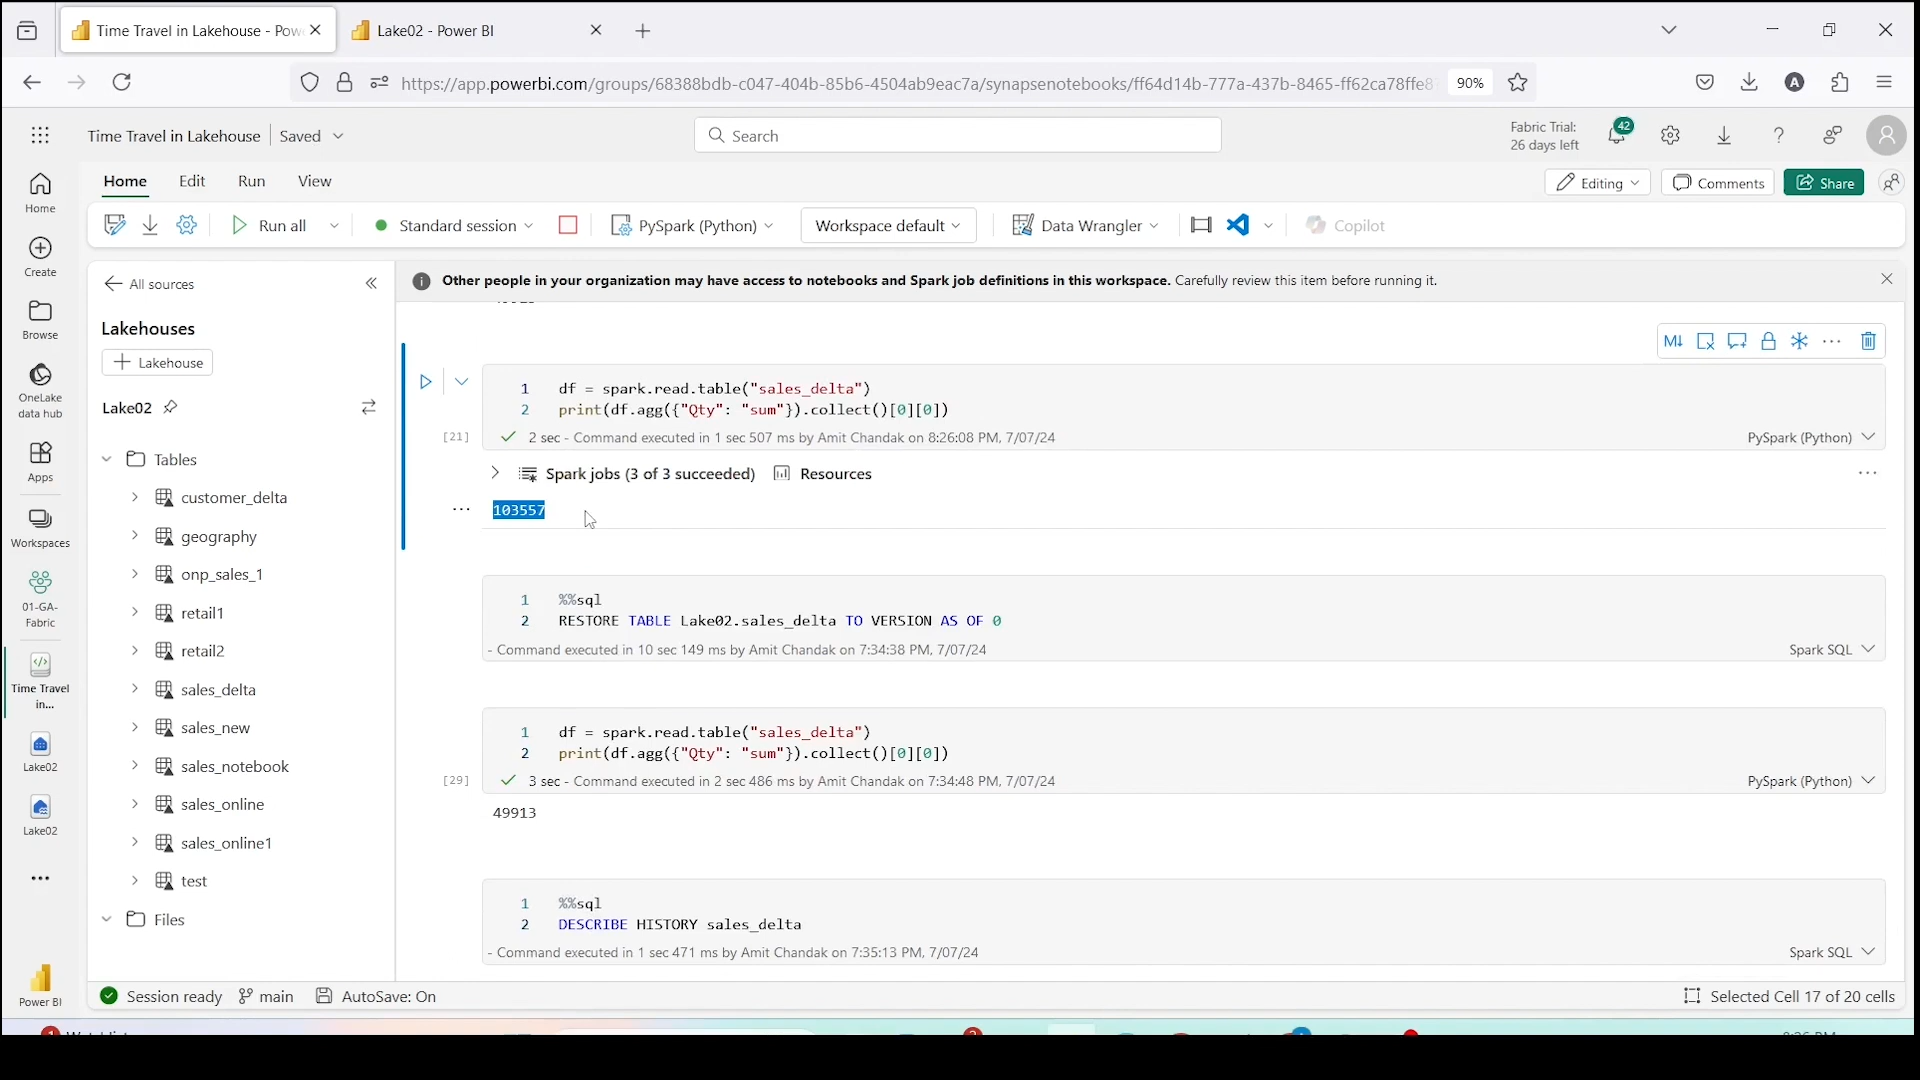 Time Travel in Lakehouse - Pow
Lake02 - Power BI
https://app.powerbi.com/groups/68388bdb-c047-404b-85b6-4504ab9eac7a/synapsenotebooks/ff64d14b-777a-437b-8465-ff62ca78ffe8
90%
Time Travel in Lakehouse
Saved
Search
Fabric Trial:
26 days left
42
Home
Edit
Run
View
Editing
Comments
Share
Run all
Standard session
PySpark (Python)
Workspace default
Data Wrangler
Copilot
Home
Create
Browse
OneLake
data hub
Apps
Workspaces
01-GA-
Fabric
Time Travel
in...
Lake02
Lake02
Power BI
All sources
Lakehouses
Lakehouse
Lake02
Tables
customer_delta
geography
onp_sales_1
retail1
retail2
sales_delta
sales_new
sales_notebook
sales_online
sales_online1
test
Files
Other people in your organization may have access to notebooks and Spark job definitions in this workspace. Carefully review this item before running it.
M↓
1 df = spark.read.table("sales_delta")
2 print(df.agg({"Qty": "sum"}).collect()[0][0])
[21] 2 sec - Command executed in 1 sec 507 ms by Amit Chandak on 8:26:08 PM, 7/07/24 PySpark (Python)
Spark jobs (3 of 3 succeeded) Resources
103557
1 %%sql
2 RESTORE TABLE Lake02.sales_delta TO VERSION AS OF 0
- Command executed in 10 sec 149 ms by Amit Chandak on 7:34:38 PM, 7/07/24 Spark SQL
1 df = spark.read.table("sales_delta")
2 print(df.agg({"Qty": "sum"}).collect()[0][0])
[29] 3 sec - Command executed in 2 sec 486 ms by Amit Chandak on 7:34:48 PM, 7/07/24 PySpark (Python)
49913
1 %%sql
2 DESCRIBE HISTORY sales_delta
- Command executed in 1 sec 471 ms by Amit Chandak on 7:35:13 PM, 7/07/24 Spark SQL
Session ready
main
AutoSave: On
Selected Cell 17 of 20 cells